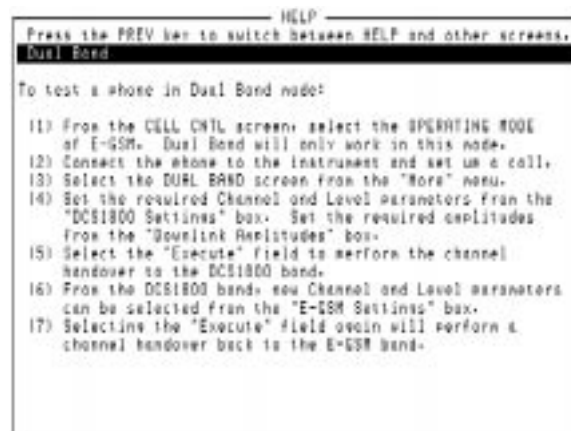 HELP
Press the PREV key to switch between HELP and other screens.
Dual Band
To test a phone in Dual Band mode:
(1) From the CELL CNTL screen, select the OPERATING MODE
of E-GSM. Dual Band will only work in this mode.
(2) Connect the phone to the instrument and set up a call.
(3) Select the DUAL BAND screen from the "More" menu.
(4) Set the required Channel and Level parameters from the
"DCS1800 Settings" box. Set the required amplitudes
from the "Downlink Amplitudes" box.
(5) Select the "Execute" field to perform the channel
handover to the DCS1800 band.
(6) From the DCS1800 band, new Channel and Level parameters
can be selected from the "E-GSM Settings" box.
(7) Selecting the "Execute" field again will perform a
channel handover back to the E-GSM band.